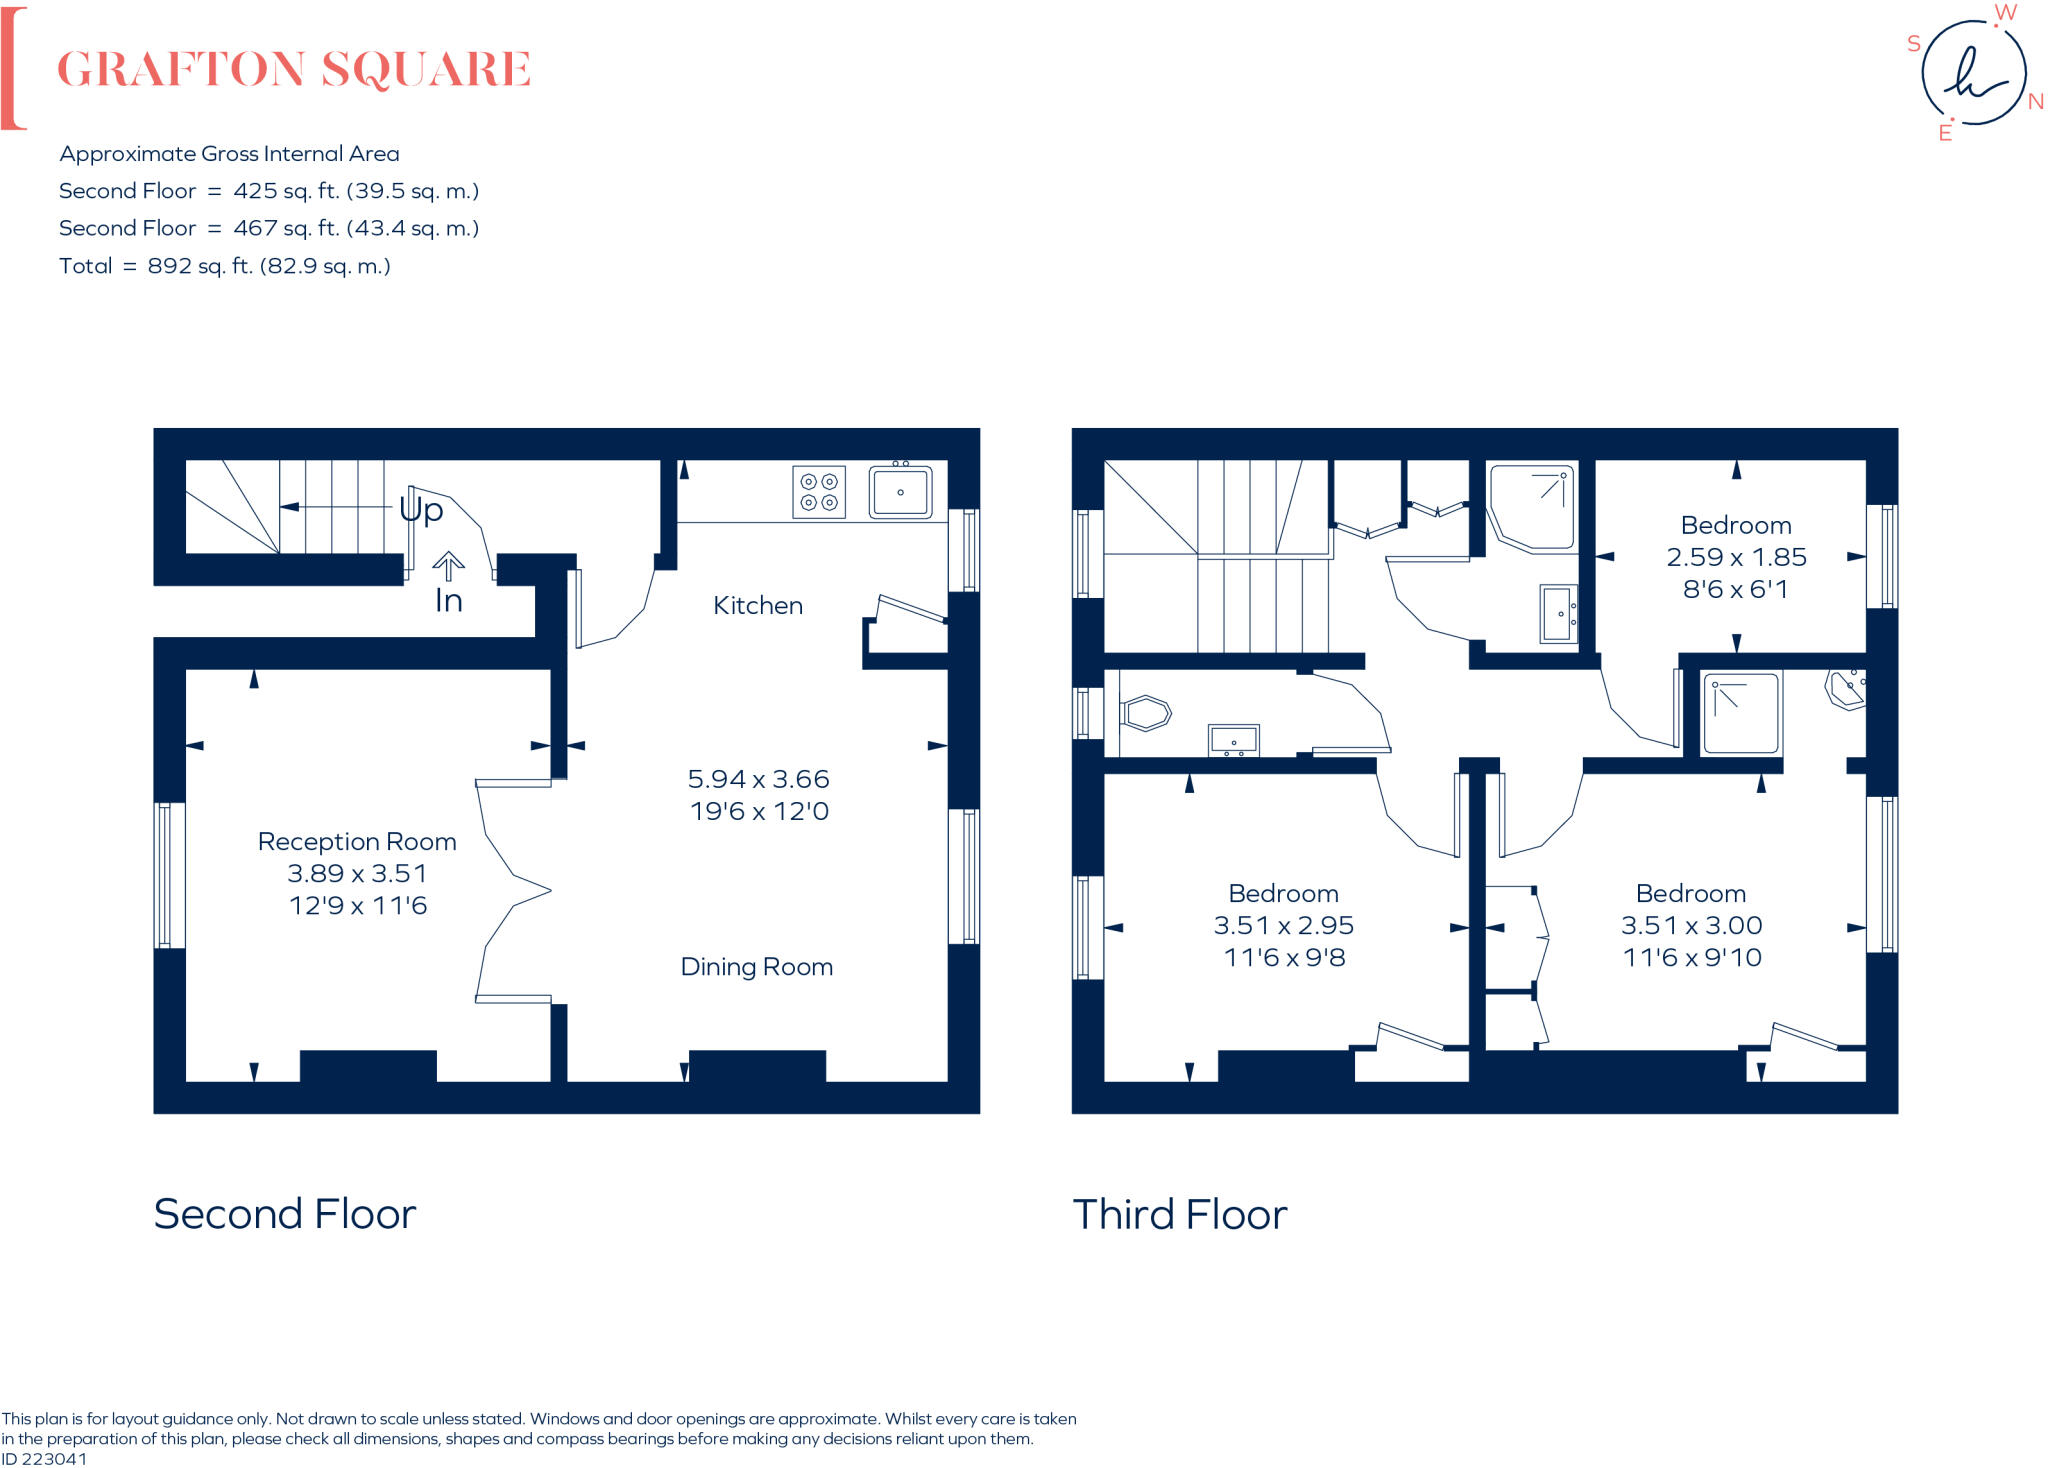 GRAFTON SQUARE
Approximate Gross Internal Area
Second Floor = 425 sq. ft. (39.5 sq. m.)
Second Floor = 467 sq. ft. (43.4 sq. m.)
Total = 892 sq. ft. (82.9 sq. m.)
W
S
N
E
Up
In
Kitchen
5.94 x 3.66
19'6 x 12'0
Reception Room
3.89 x 3.51
12'9 x 11'6
Dining Room
Bedroom
2.59 x 1.85
8'6 x 6'1
Bedroom
3.51 x 2.95
11'6 x 9'8
Bedroom
3.51 x 3.00
11'6 x 9'10
Second Floor
Third Floor
This plan is for layout guidance only. Not drawn to scale unless stated. Windows and door openings are approximate. Whilst every care is taken
in the preparation of this plan, please check all dimensions, shapes and compass bearings before making any decisions reliant upon them.
ID 223041